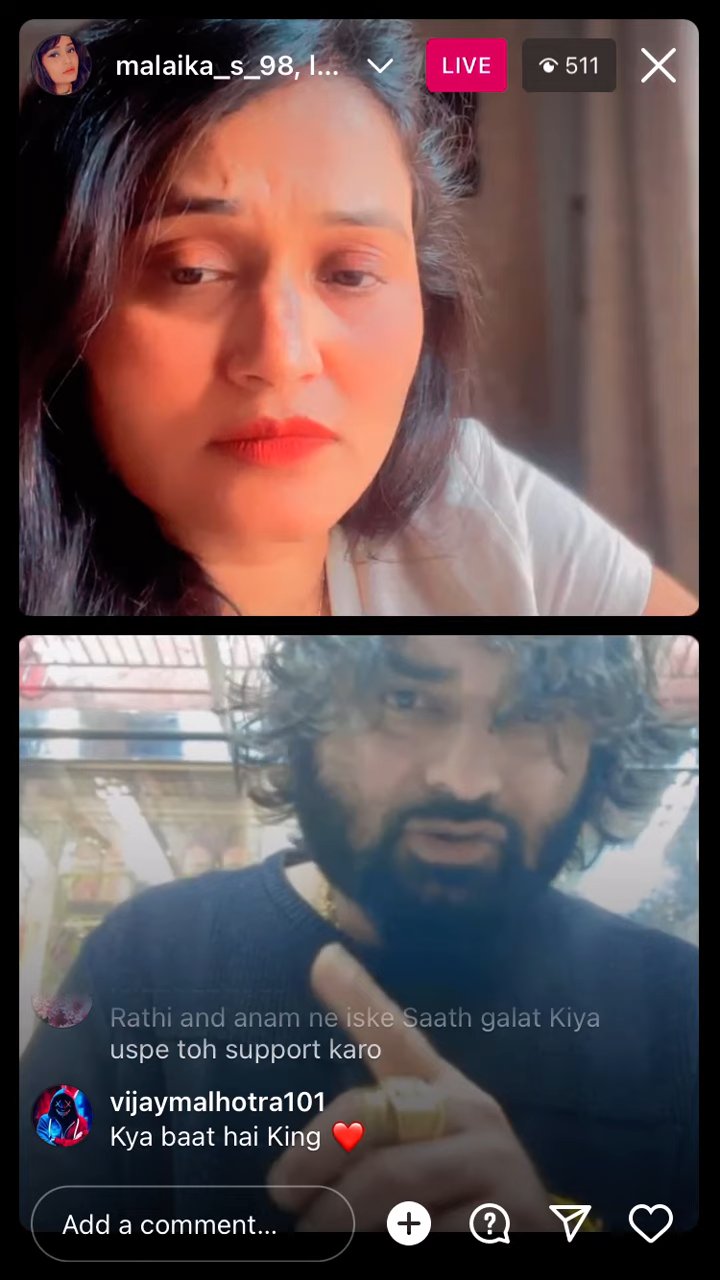 malaika_s_98, l...
LIVE
511
Rathi and anam ne iske Saath galat Kiya
uspe toh support karo
vijaymalhotra101
Kya baat hai King ❤️
Add a comment...